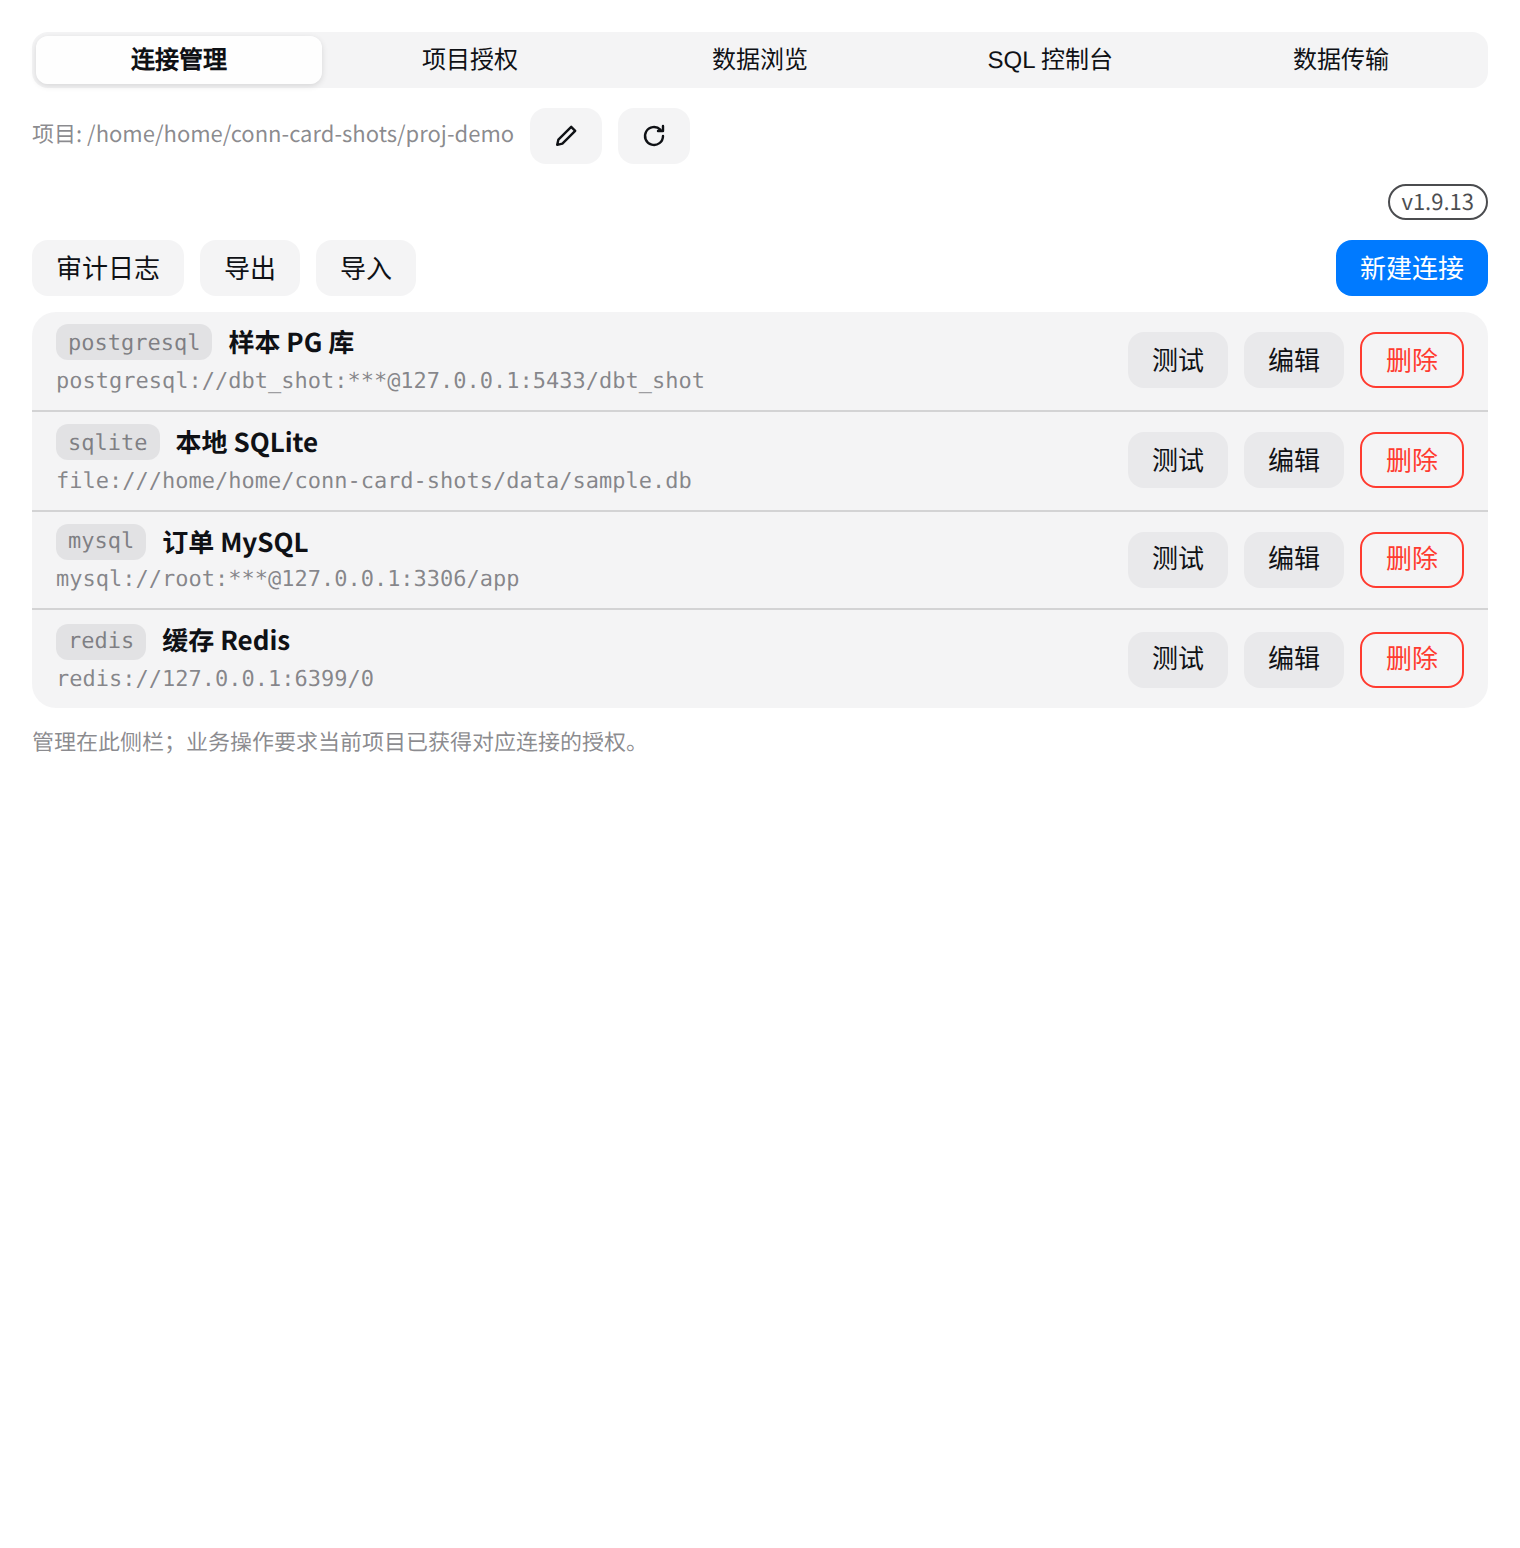 连接管理 项目授权 数据浏览 SQL 控制台 数据传输
项目: /home/home/conn-card-shots/proj-demo
v1.9.13
审计日志 导出 导入 新建连接
postgresql 样本 PG 库
postgresql://dbt_shot:***@127.0.0.1:5433/dbt_shot
测试 编辑 删除
sqlite 本地 SQLite
file:///home/home/conn-card-shots/data/sample.db
测试 编辑 删除
mysql 订单 MySQL
mysql://root:***@127.0.0.1:3306/app
测试 编辑 删除
redis 缓存 Redis
redis://127.0.0.1:6399/0
测试 编辑 删除
管理在此侧栏；业务操作要求当前项目已获得对应连接的授权。